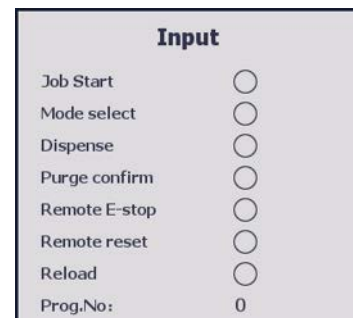 Input
Job Start
Mode select
Dispense
Purge confirm
Remote E-stop
Remote reset
Reload
Prog.No: 0